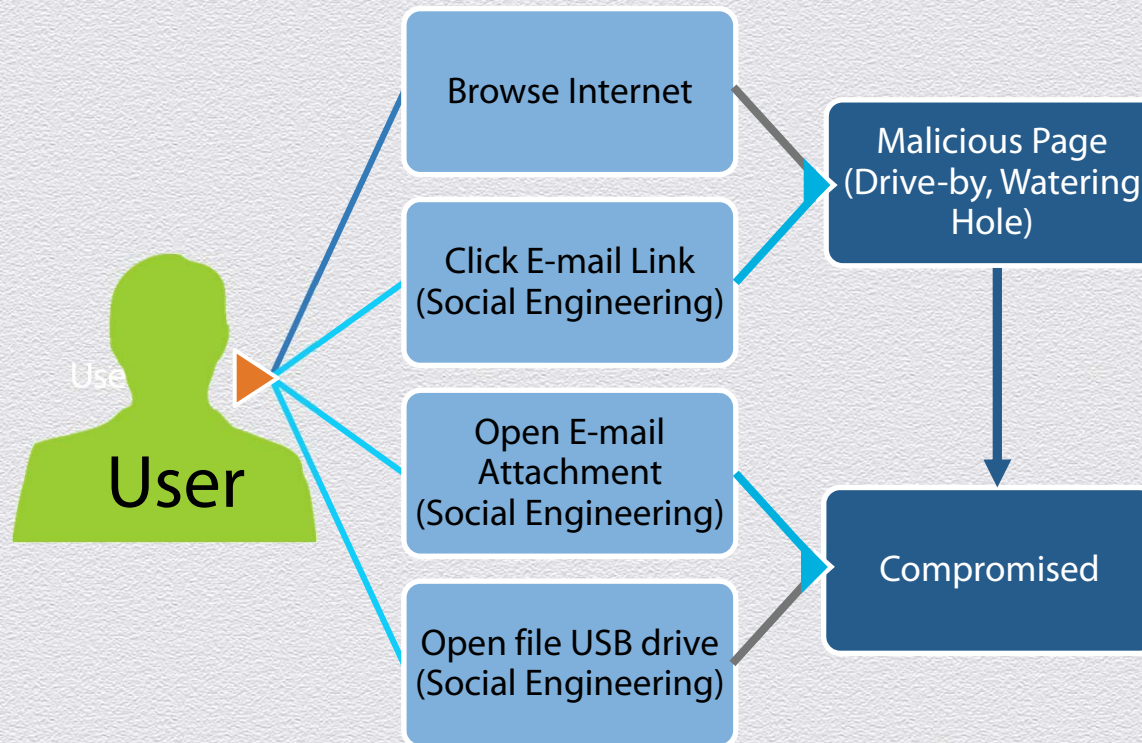 Browse Internet
Click E-mail Link
(Social Engineering)
Open E-mail
Attachment
(Social Engineering)
Open file USB drive
(Social Engineering)
Malicious Page
(Drive-by, Watering
Hole)
Compromised
Use
User